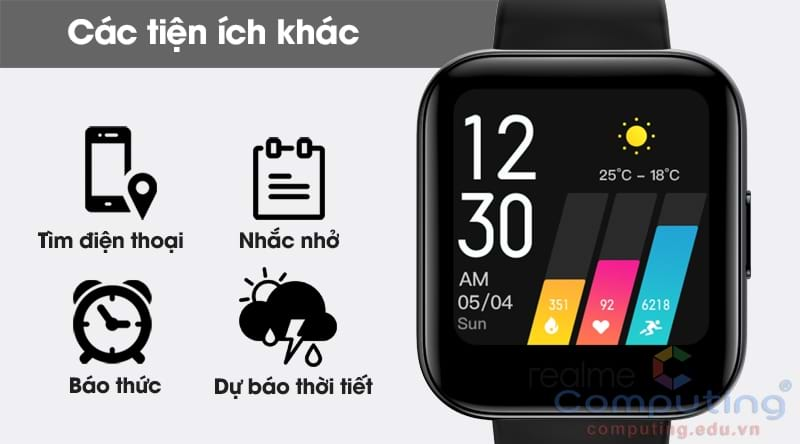 Các tiện ích khác
Tìm điện thoại
Nhắc nhở
Báo thức
Dự báo thời tiết
12
30
AM
05/04
Sun
25°C – 18°C
351
92
6218
realme
Computing®
computing.edu.vn